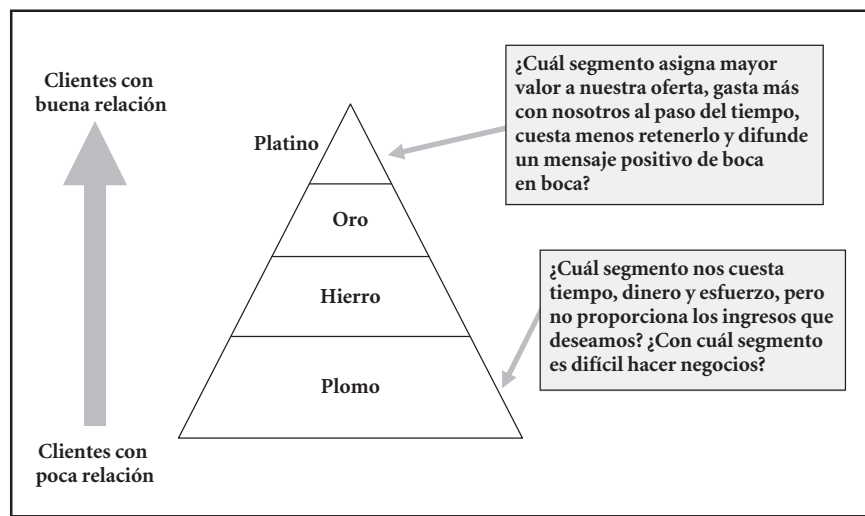 Clientes con
buena relación
Platino
Oro
Hierro
Plomo
Clientes con
poca relación
¿Cuál segmento asigna mayor
valor a nuestra oferta, gasta más
con nosotros al paso del tiempo,
cuesta menos retenerlo y difunde
un mensaje positivo de boca
en boca?
¿Cuál segmento nos cuesta
tiempo, dinero y esfuerzo, pero
no proporciona los ingresos que
deseamos? ¿Con cuál segmento
es difícil hacer negocios?